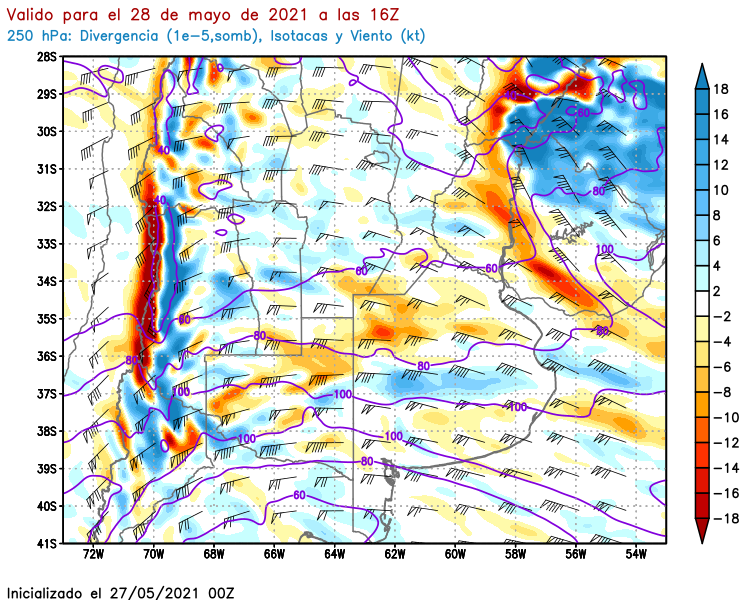 Valido para el 28 de mayo de 2021 a las 16Z
250 hPa: Divergencia (1e-5,somb), Isotacas y Viento (kt)
28S
29S
30S
31S
32S
33S
34S
35S
36S
37S
38S
39S
40S
41S
72W
70W
68W
66W
64W
62W
60W
58W
56W
54W
18
16
14
12
10
8
6
4
2
-2
-4
-6
-8
-10
-12
-14
-16
-18
40
40
60
80
100
60
60
60
80
80
80
80
100
100
100
100
100
80
60
Inicializado el 27/05/2021 00Z